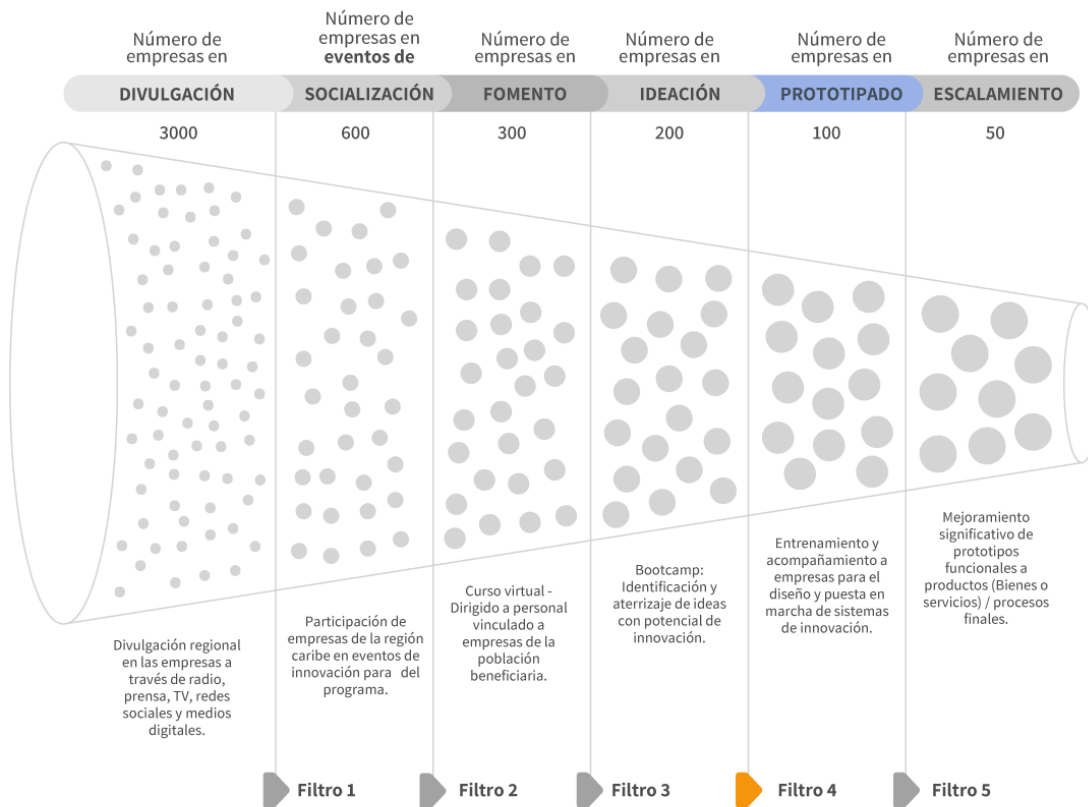 Número de
empresas en
DIVULGACIÓN
3000
Número de
empresas en
eventos de
SOCIALIZACIÓN
600
Número de
empresas en
FOMENTO
300
Número de
empresas en
IDEACIÓN
200
Número de
empresas en
PROTOTIPADO
100
Número de
empresas en
ESCALAMIENTO
50
Divulgación regional
en las empresas a
través de radio,
prensa, TV, redes
sociales y medios
digitales.
Participación de
empresas de la región
caribe en eventos de
innovación para del
programa.
Curso virtual -
Dirigido a personal
vinculado a
empresas de la
población
beneficiaria.
Bootcamp:
Identificación y
aterrizaje de ideas
con potencial de
innovación.
Entrenamiento y
acompañamiento a
empresas para el
diseño y puesta en
marcha de sistemas
de innovación.
Mejoramiento
significativo de
prototipos
funcionales a
productos (Bienes o
servicios) / procesos
finales.
Filtro 1
Filtro 2
Filtro 3
Filtro 4
Filtro 5